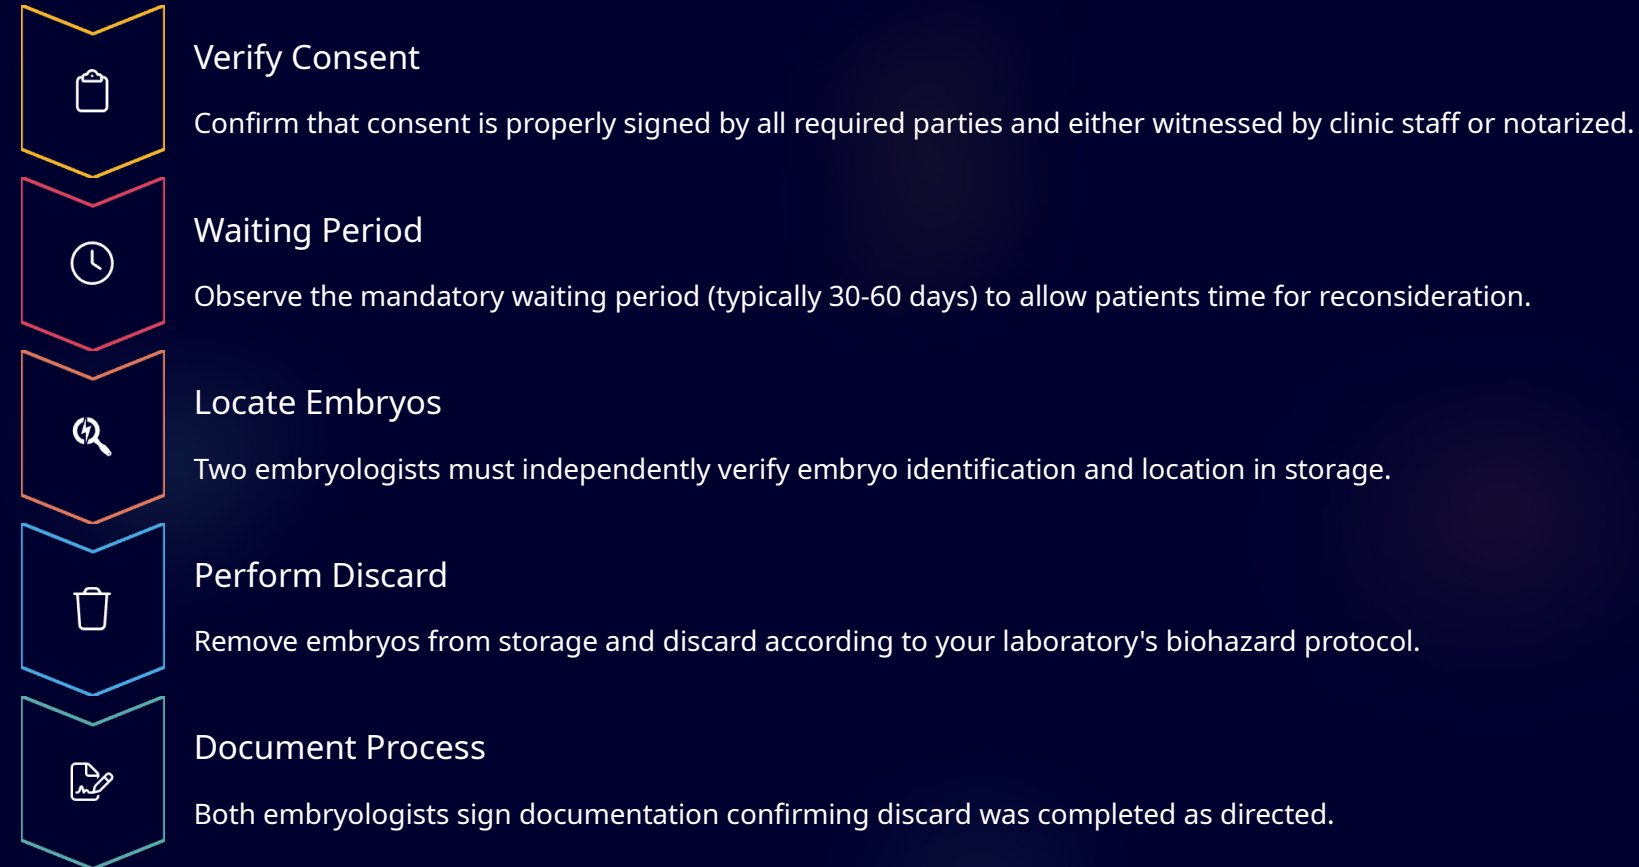 Verify Consent
Confirm that consent is properly signed by all required parties and either witnessed by clinic staff or notarized.
Waiting Period
Observe the mandatory waiting period (typically 30-60 days) to allow patients time for reconsideration.
Locate Embryos
Two embryologists must independently verify embryo identification and location in storage.
Perform Discard
Remove embryos from storage and discard according to your laboratory's biohazard protocol.
Document Process
Both embryologists sign documentation confirming discard was completed as directed.